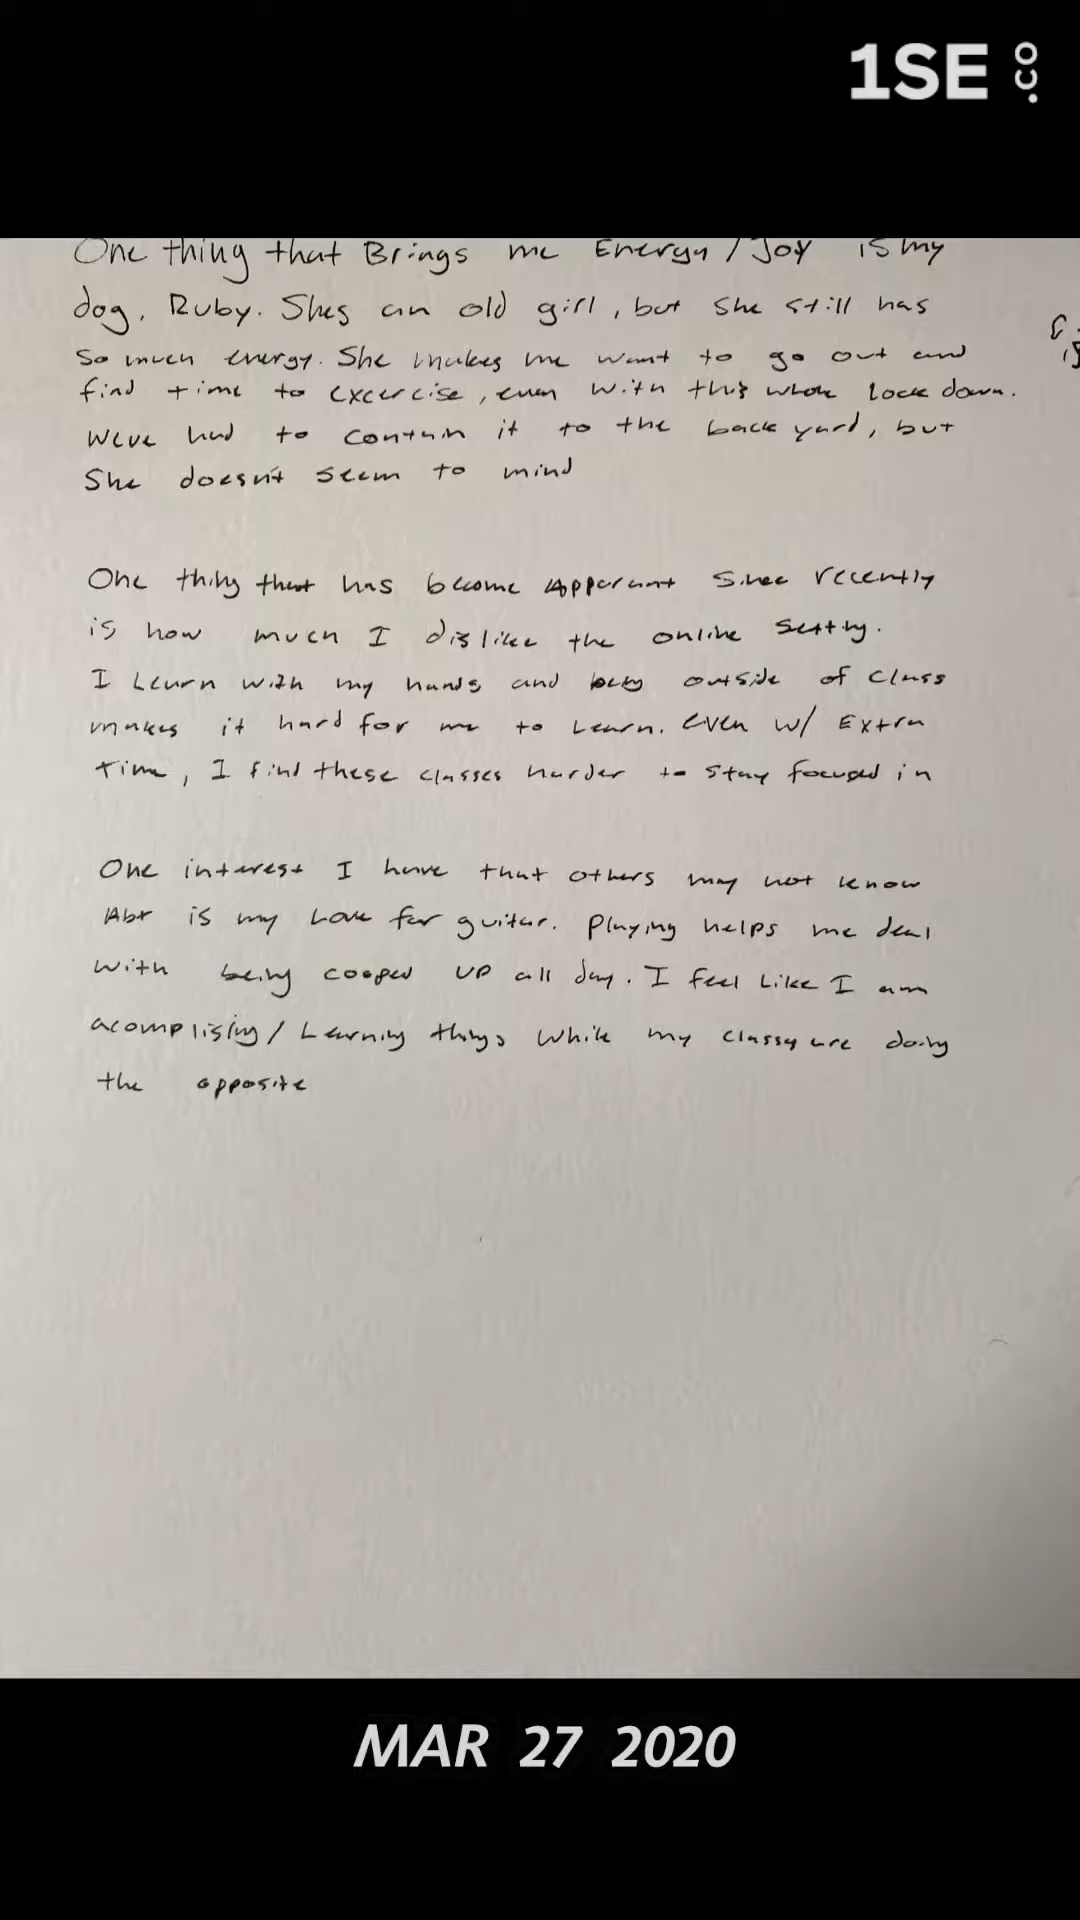 1SE .co
One thing that Brings me Energy / Joy is my
dog, Ruby. Shes an old girl, but she still has
so much energy. She makes me want to go out and
find time to excercise, even with this whole lock down.
Weve had to contain it to the back yard, but
She doesn't seem to mind
One thing that has become Apparant since recently
is how much I dislike the online setting.
I Learn with my hands and being outside of class
makes it hard for me to Learn. Even w/ Extra
time, I find these classes harder to stay focused in
One interest I have that others may not know
Abt is my Love for guitar. Playing helps me deal
with being cooped up all day. I feel Like I am
acomplishing / Learning things while my classes are doing
the opposite
MAR 27 2020